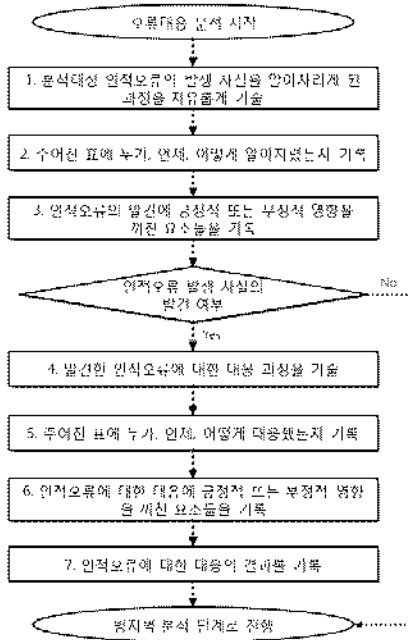 오류대응 분석 시작
1. 분석대상 인적오류의 발생 사실을 알아차리게 된
과정을 자유롭게 기술
2. 주어진 표에 누가, 언제, 어떻게 알아차렸는지 기록
3. 인적오류의 발견에 긍정적 또는 부정적 영향을
끼친 요소들을 기록
인적오류 발생 사실의
발견 여부
No
Yes
4. 발견한 인적오류에 대한 대응 과정을 기술
5. 주어진 표에 누가, 언제, 어떻게 대응했는지 기록
6. 인적오류에 대한 대응에 긍정적 또는 부정적 영향
을 끼친 요소들을 기록
7. 인적오류에 대한 대응의 결과를 기록
분석 단계로 진행